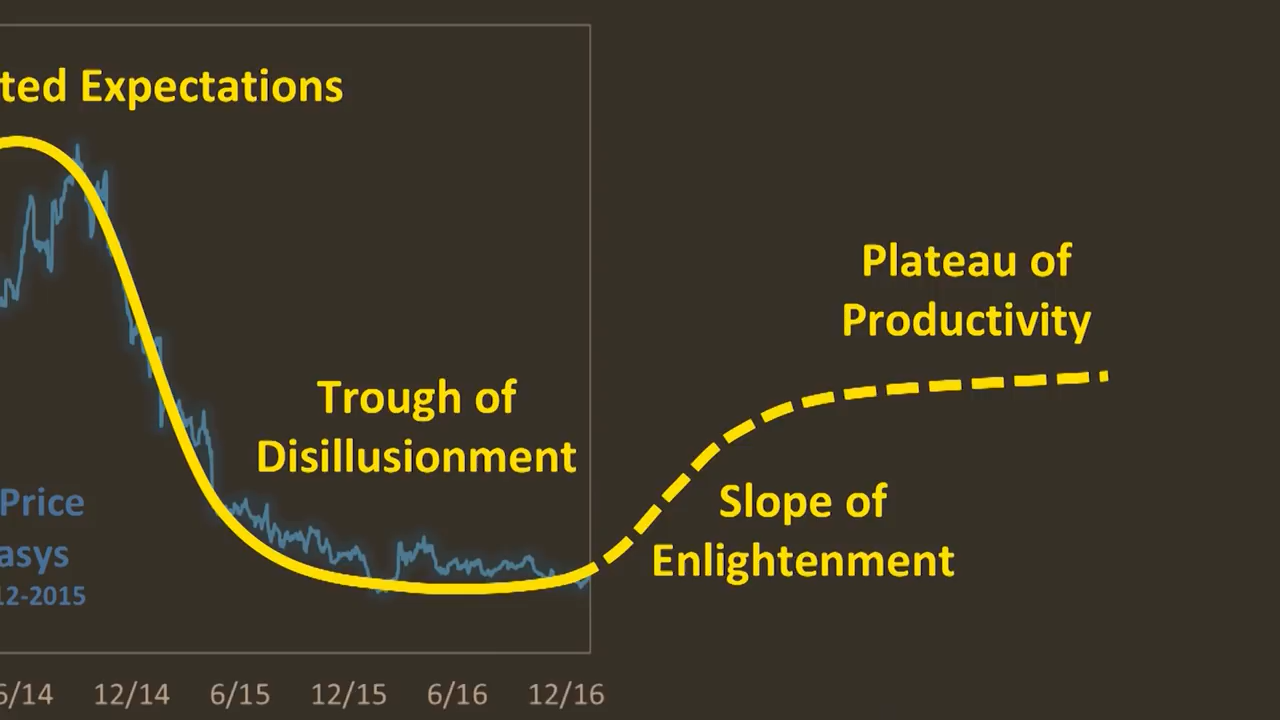 ted Expectations
Plateau of
Productivity
Trough of
Disillusionment
Price
Slope of
asys
Enlightenment
12-2015
6/14 12/14 6/15 12/15 6/16 12/16